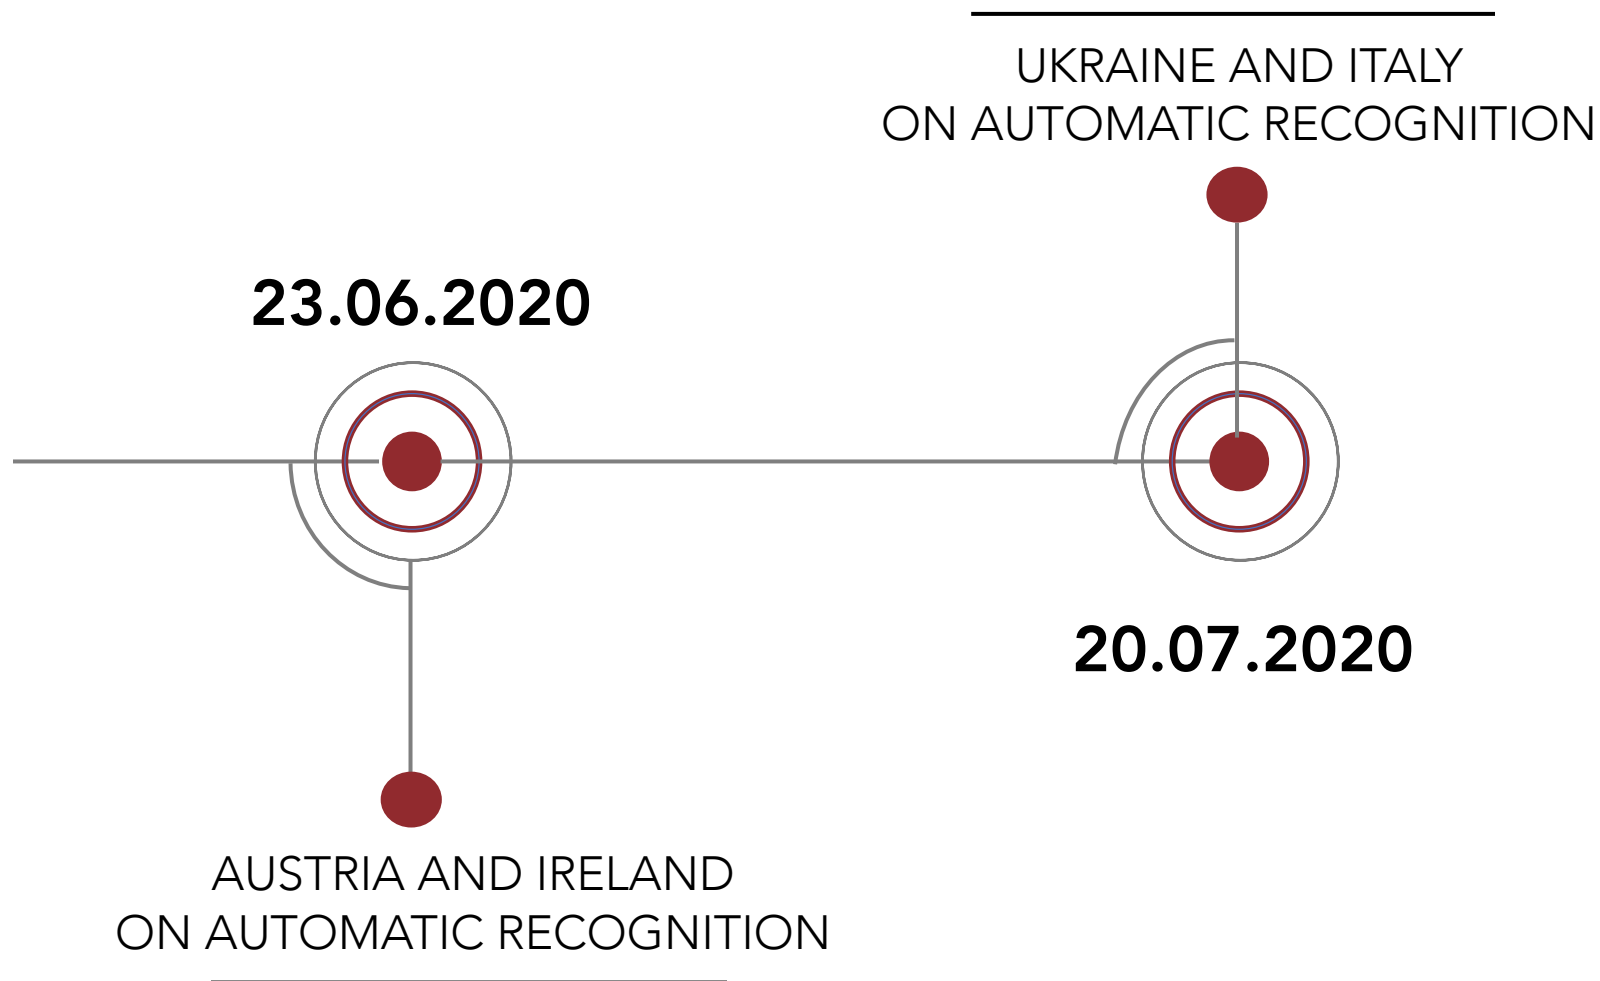 UKRAINE AND ITALY
ON AUTOMATIC RECOGNITION
23.06.2020
20.07.2020
AUSTRIA AND IRELAND
ON AUTOMATIC RECOGNITION